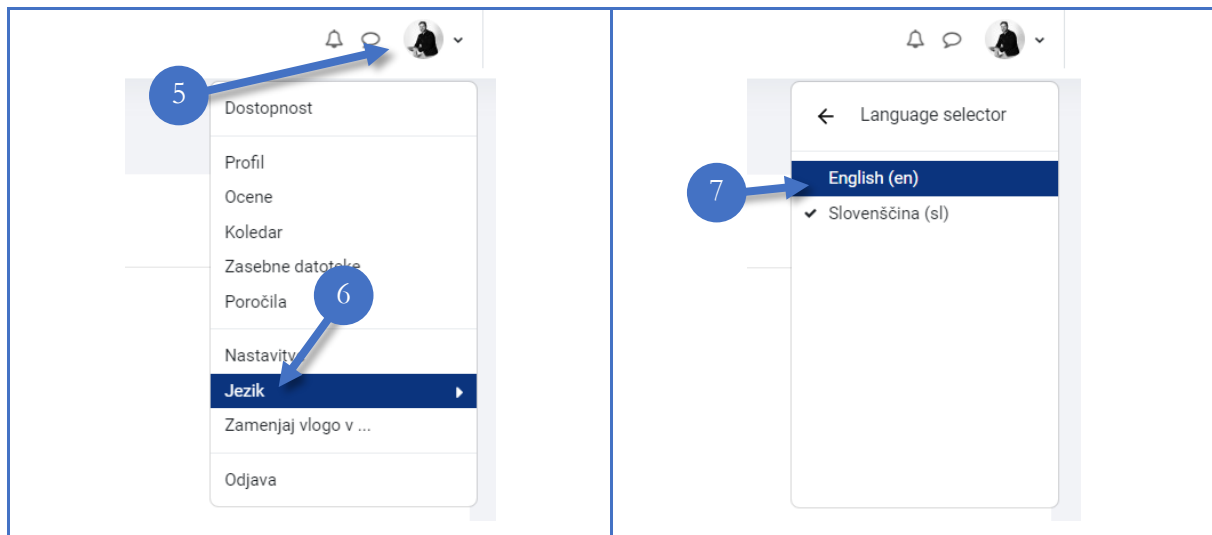 5
Dostopnost
Profil
Ocene
Koledar
Zasebne datoteke
Poročila
6
Nastavitve
Jezik
Zamenjaj vlogo v ...
Odjava
Language selector
7
English (en)
Slovenščina (sl)